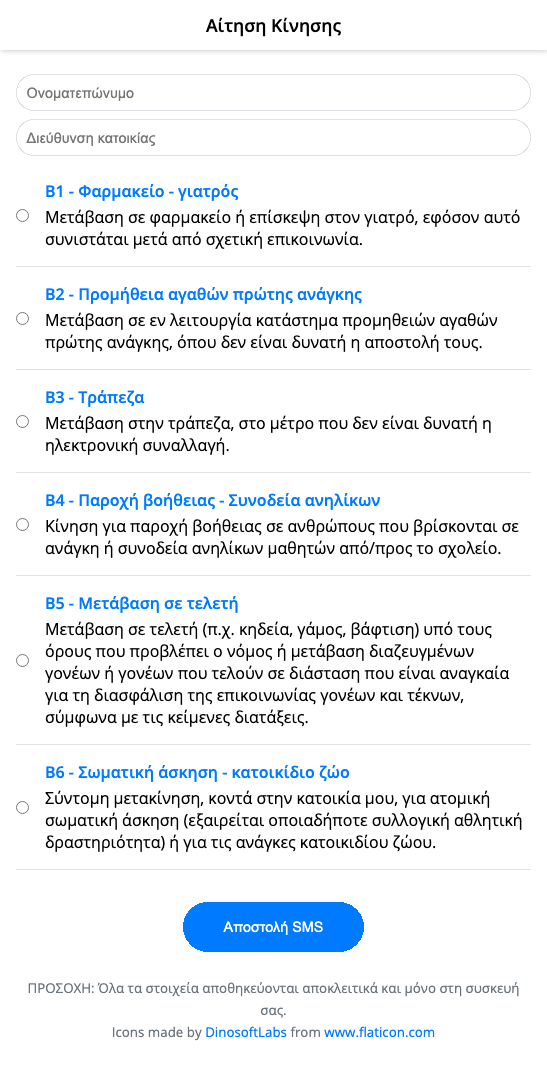 Αίτηση Κίνησης
Ονοματεπώνυμο
Διεύθυνση κατοικίας
Β1 - Φαρμακείο - γιατρός
Μετάβαση σε φαρμακείο ή επίσκεψη στον γιατρό, εφόσον αυτό
συνιστάται μετά από σχετική επικοινωνία.
Β2 - Προμήθεια αγαθών πρώτης ανάγκης
Μετάβαση σε εν λειτουργία κατάστημα προμηθειών αγαθών
πρώτης ανάγκης, όπου δεν είναι δυνατή η αποστολή τους.
Β3 - Τράπεζα
Μετάβαση στην τράπεζα, στο μέτρο που δεν είναι δυνατή η
ηλεκτρονική συναλλαγή.
Β4 - Παροχή βοήθειας - Συνοδεία ανηλίκων
Κίνηση για παροχή βοήθειας σε ανθρώπους που βρίσκονται σε
ανάγκη ή συνοδεία ανηλίκων μαθητών από/προς το σχολείο.
Β5 - Μετάβαση σε τελετή
Μετάβαση σε τελετή (π.χ. κηδεία, γάμος, βάφτιση) υπό τους
όρους που προβλέπει ο νόμος ή μετάβαση διαζευγμένων
γονέων ή γονέων που τελούν σε διάσταση που είναι αναγκαία
για τη διασφάλιση της επικοινωνίας γονέων και τέκνων,
σύμφωνα με τις κείμενες διατάξεις.
Β6 - Σωματική άσκηση - κατοικίδιο ζώο
Σύντομη μετακίνηση, κοντά στην κατοικία μου, για ατομική
σωματική άσκηση (εξαιρείται οποιαδήποτε συλλογική αθλητική
δραστηριότητα) ή για τις ανάγκες κατοικιδίου ζώου.
Αποστολή SMS
ΠΡΟΣΟΧΗ: Όλα τα στοιχεία αποθηκεύονται αποκλειτικά και μόνο στη συσκευή
σας.
Icons made by DinosoftLabs from www.flaticon.com